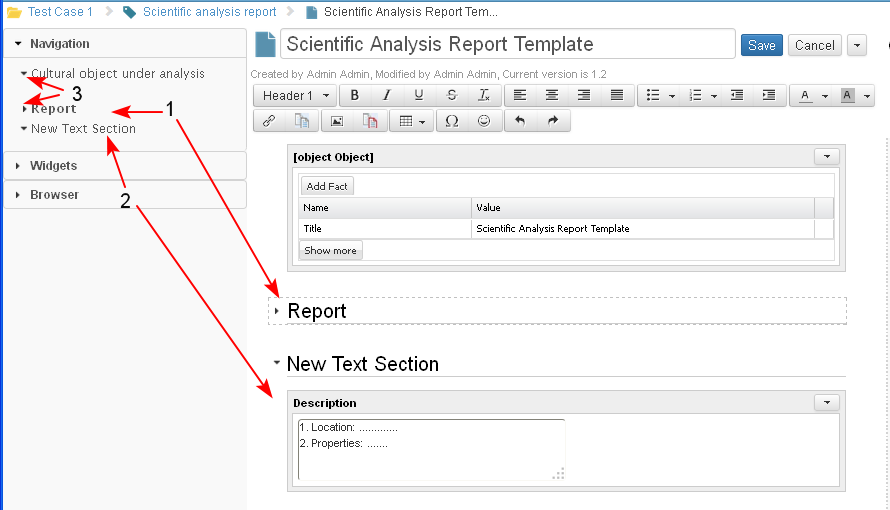 Test Case 1 Scientific analysis report Scientific Analysis Report Tem...
Navigation
Cultural object under analysis
3
Report
1
New Text Section
2
Widgets
Browser
Scientific Analysis Report Template
Save Cancel
Created by Admin Admin, Modified by Admin Admin, Current version is 1.2
Header 1 B I U S Tx A A
Ω
[object Object]
Add Fact
Name Value
Title Scientific Analysis Report Template
Show more
Report
New Text Section
Description
1. Location: .............
2. Properties: .......